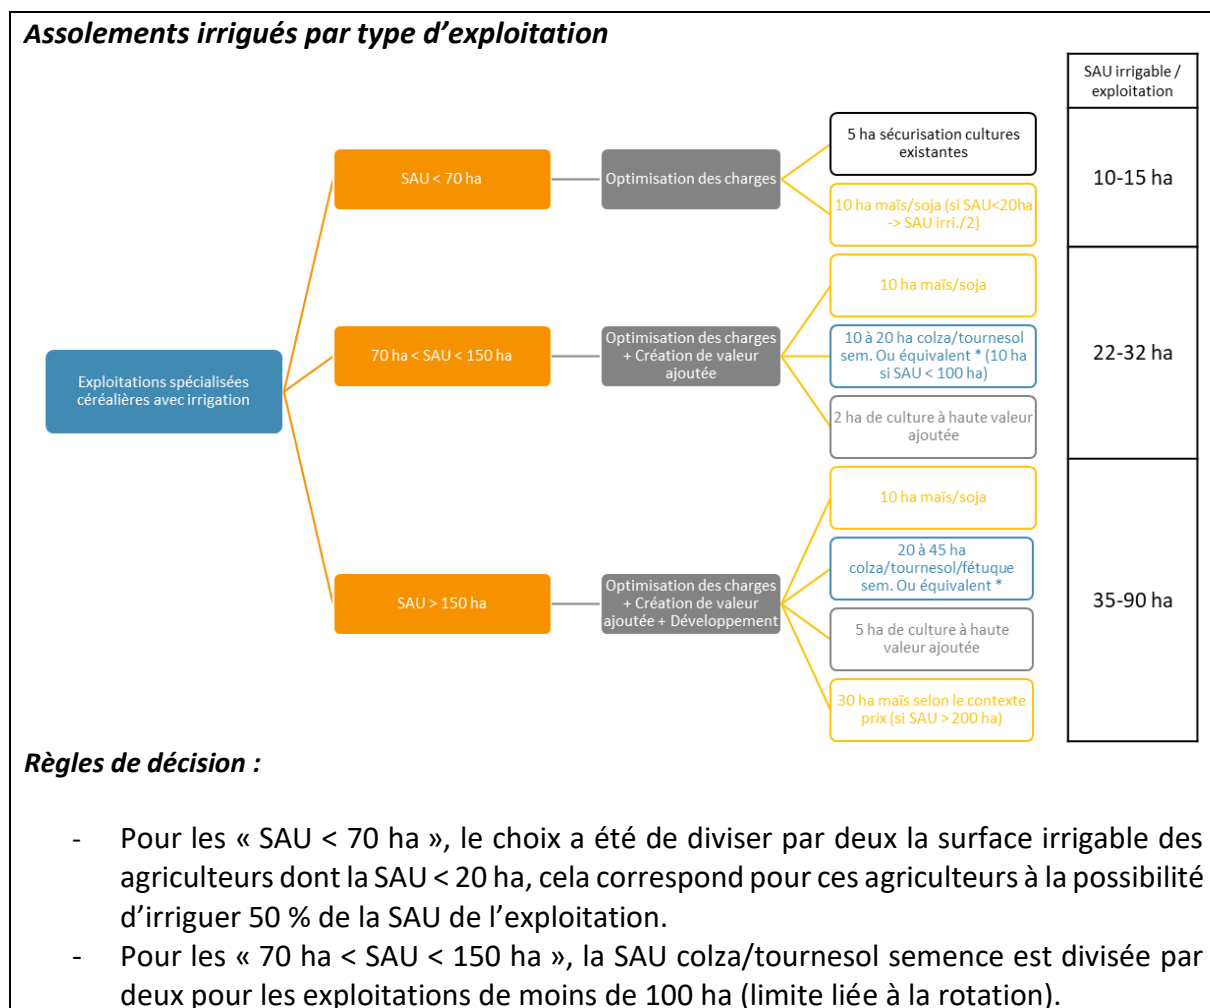 Assolements irrigués par type d’exploitation
SAU irrigable /
exploitation
Exploitations spécialisées
céréalières avec irrigation
SAU < 70 ha
Optimisation des charges
5 ha sécurisation cultures
existantes
10 ha maïs/soja (si SAU<20ha
-> SAU irri./2)
10-15 ha
70 ha < SAU < 150 ha
Optimisation des charges
+ Création de valeur
ajoutée
10 ha maïs/soja
10 à 20 ha colza/tournesol
sem. Ou équivalent * (10 ha
si SAU < 100 ha)
2 ha de culture à haute valeur
ajoutée
22-32 ha
SAU > 150 ha
Optimisation des charges
+ Création de valeur
ajoutée + Développement
10 ha maïs/soja
20 à 45 ha
colza/tournesol/fétuque
sem. Ou équivalent *
5 ha de culture à haute
valeur ajoutée
30 ha maïs selon le contexte
prix (si SAU > 200 ha)
35-90 ha
Règles de décision :
- Pour les « SAU < 70 ha », le choix a été de diviser par deux la surface irrigable des
agriculteurs dont la SAU < 20 ha, cela correspond pour ces agriculteurs à la possibilité
d’irriguer 50 % de la SAU de l’exploitation.
- Pour les « 70 ha < SAU < 150 ha », la SAU colza/tournesol semence est divisée par
deux pour les exploitations de moins de 100 ha (limite liée à la rotation).